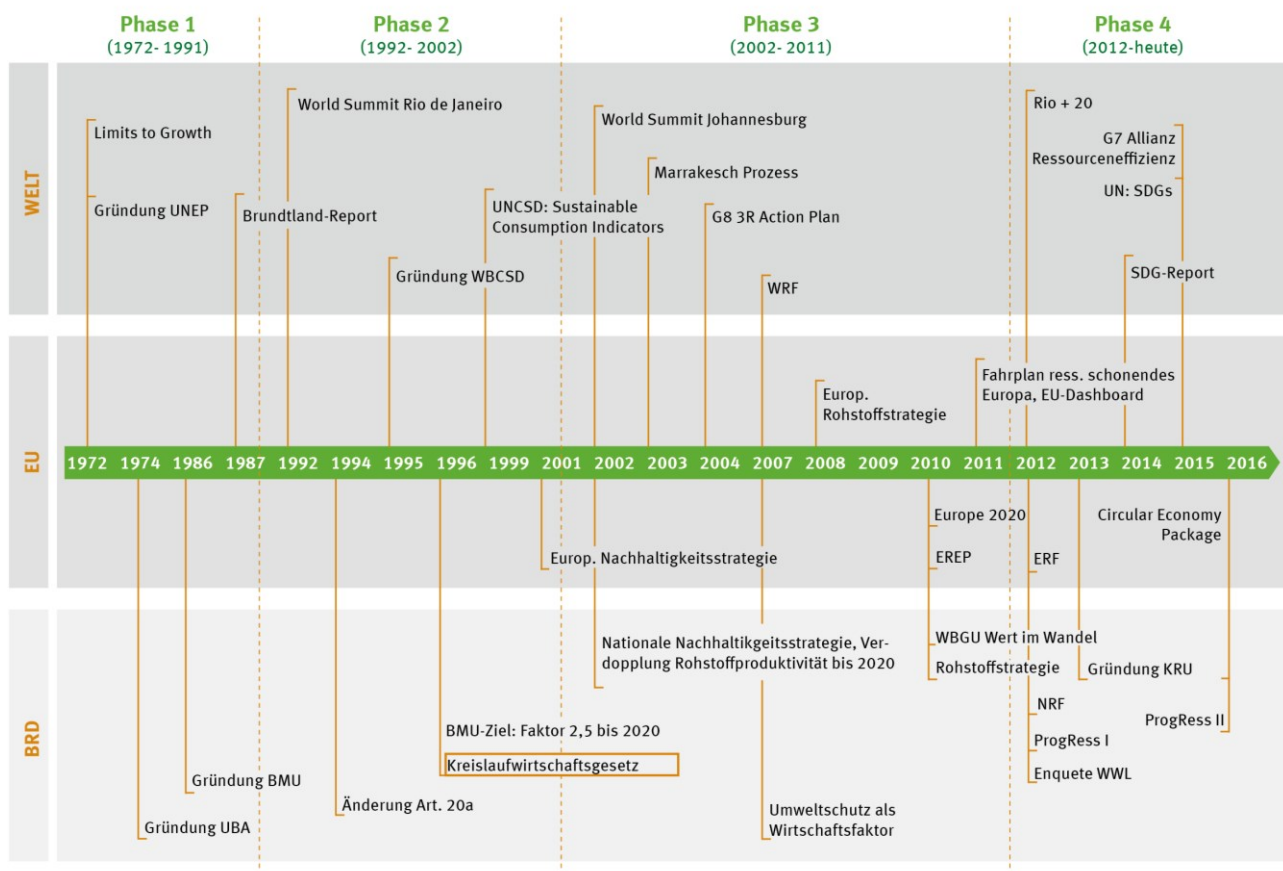 Phase 1
(1972- 1991)
Phase 2
(1992- 2002)
Phase 3
(2002- 2011)
Phase 4
(2012-heute)
WELT
Limits to Growth
Gründung UNEP
Brundtland-Report
World Summit Rio de Janeiro
Gründung WBCSD
UNCSD: Sustainable
Consumption Indicators
World Summit Johannesburg
Marrakesch Prozess
G8 3R Action Plan
WRF
Rio + 20
G7 Allianz
Ressourceneffizienz
UN: SDGs
SDG-Report
EU
Europ.
Rohstoffstrategie
Fahrplan ress. schonendes
Europa, EU-Dashboard
1972 1974 1986 1987 1992 1994 1995 1996 1999 2001 2002 2003 2004 2007 2008 2009 2010 2011 2012 2013 2014 2015 2016
Europ. Nachhaltigkeitsstrategie
Europe 2020
EREP
ERF
Circular Economy
Package
BRD
Gründung UBA
Gründung BMU
Änderung Art. 20a
BMU-Ziel: Faktor 2,5 bis 2020
Kreislaufwirtschaftsgesetz
Nationale Nachhaltikgeitsstrategie, Ver-
dopplung Rohstoffproduktivität bis 2020
Umweltschutz als
Wirtschaftsfaktor
WBGU Wert im Wandel
Rohstoffstrategie
Gründung KRU
NRF
ProgRess I
Enquete WWL
ProgRess II